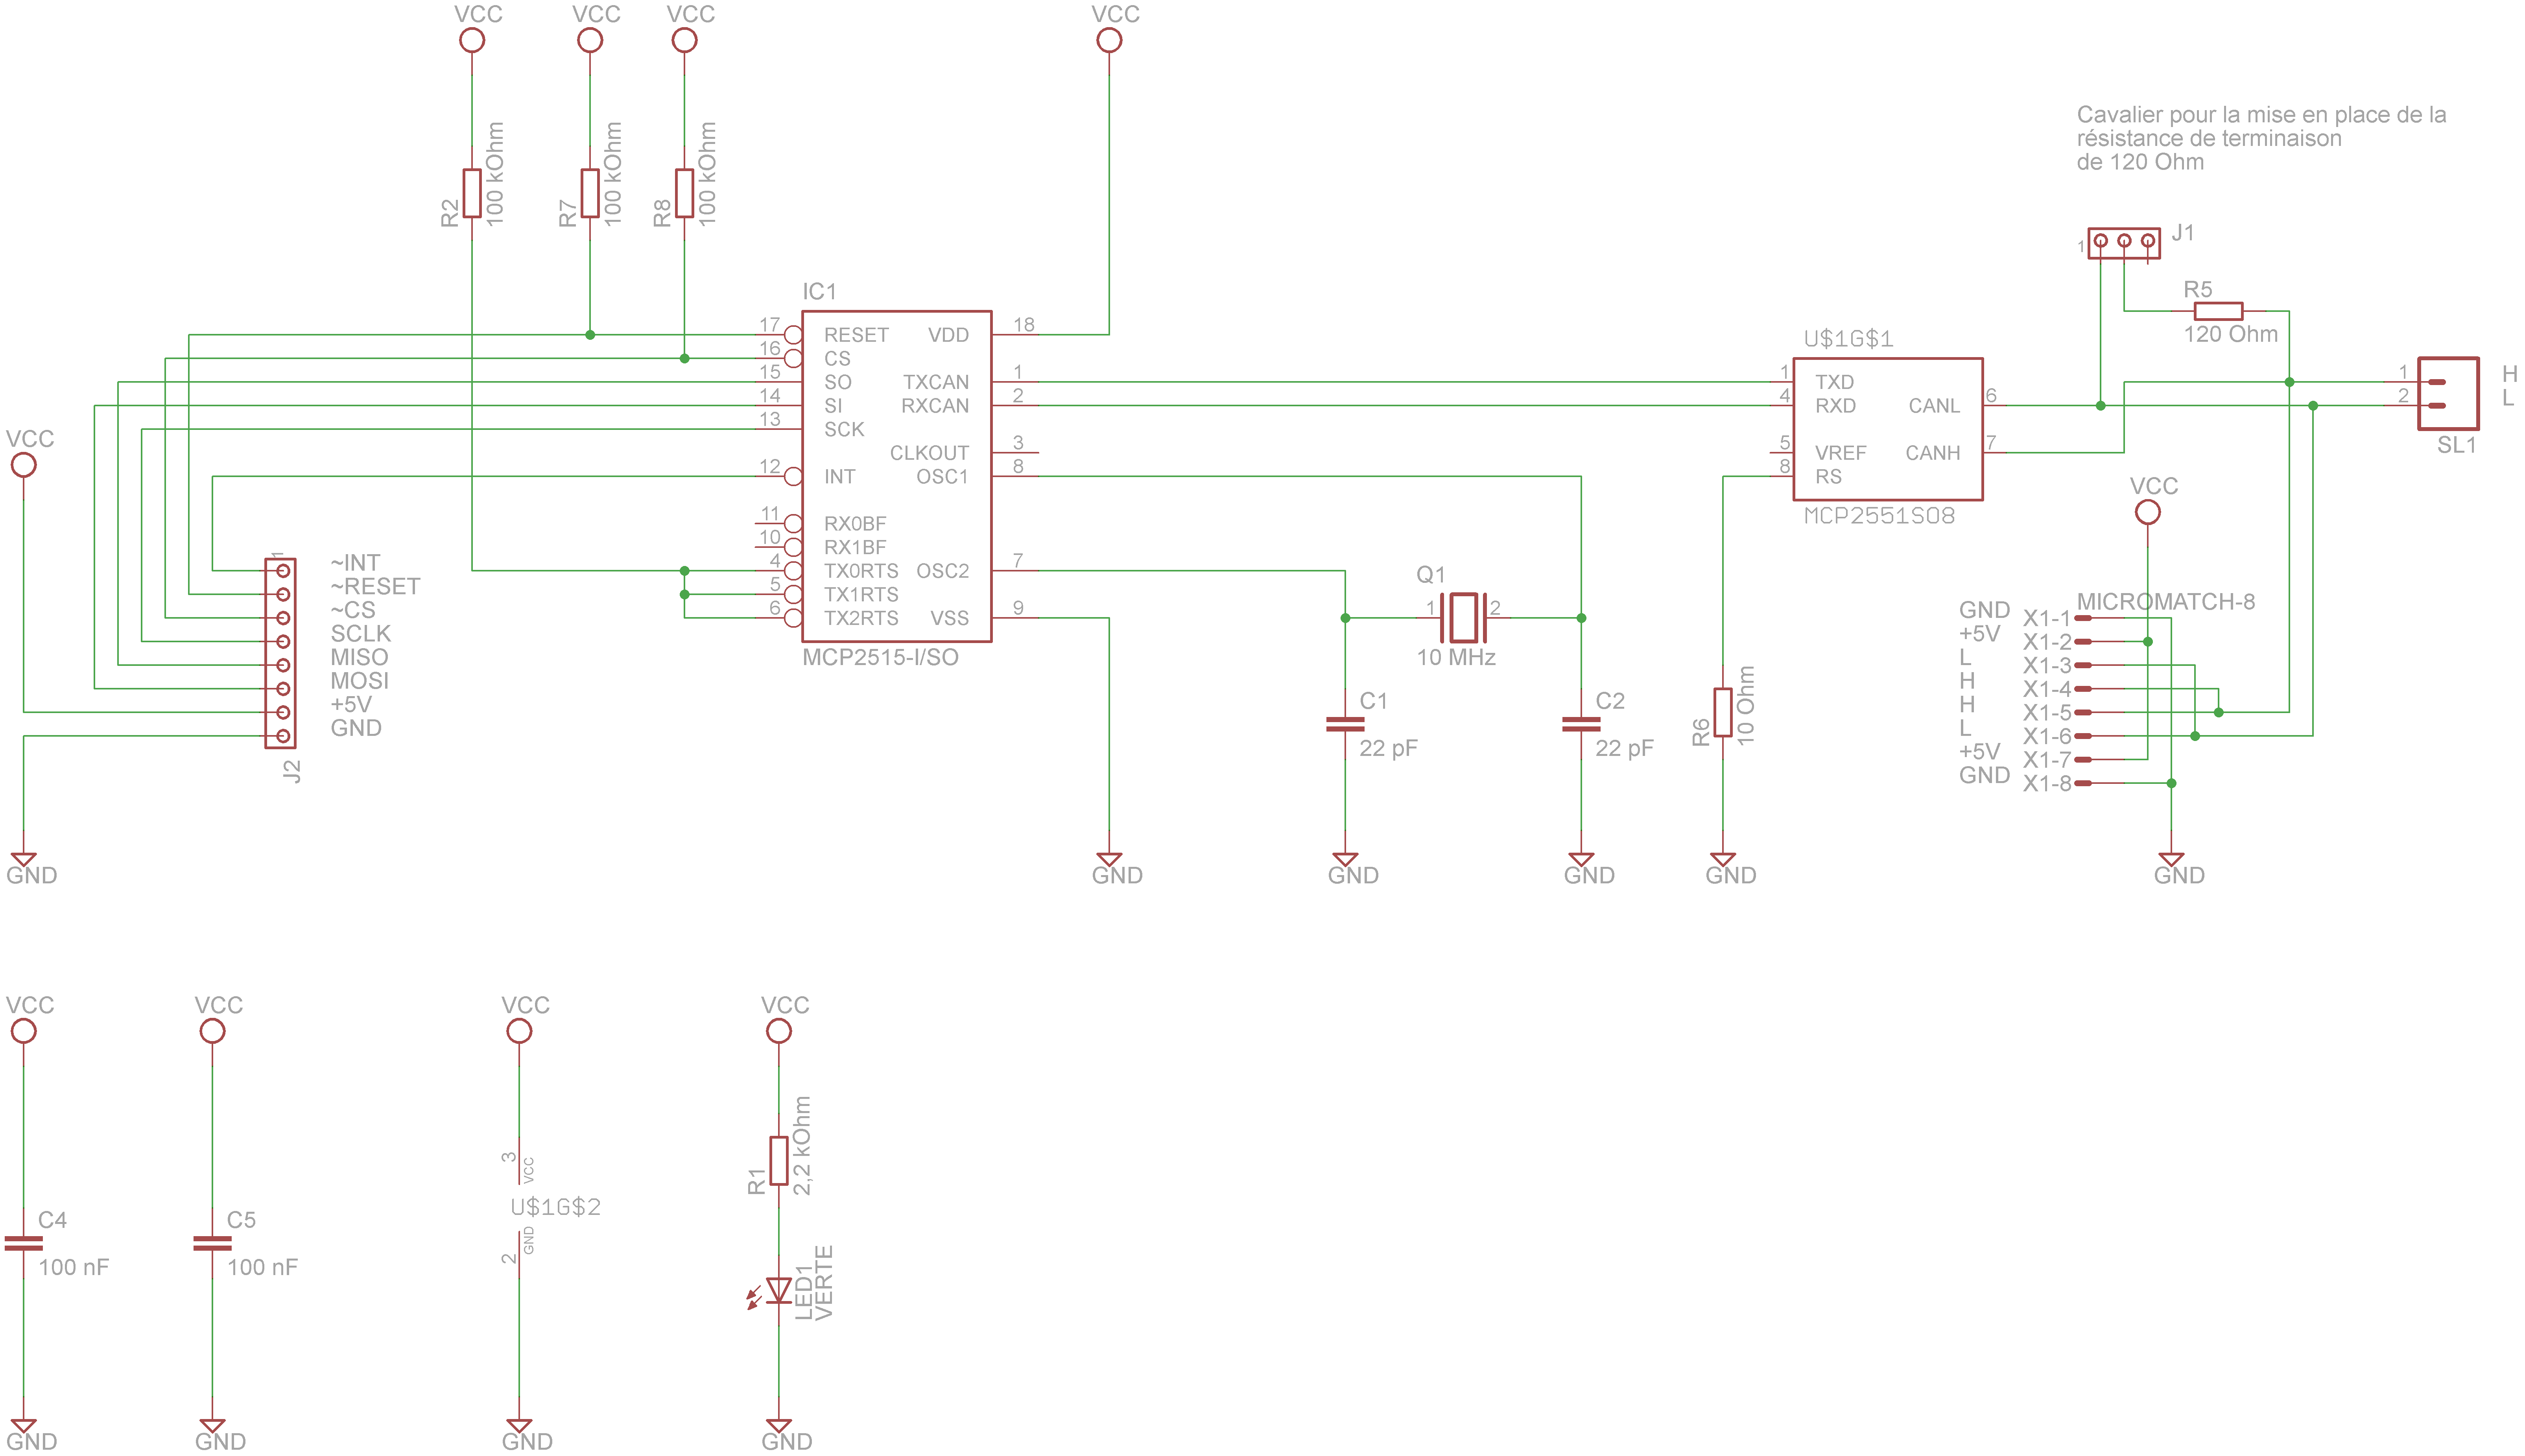 VCC
VCC
VCC
VCC
R2
100 kOhm
R7
100 kOhm
R8
100 kOhm
Cavalier pour la mise en place de la
résistance de terminaison
de 120 Ohm
1
J1
R5
120 Ohm
IC1
17 RESET VDD 18
16 CS
15 SO TXCAN 1
14 SI RXCAN 2
13 SCK
CLKOUT 3
12 INT OSC1 8
11 RX0BF
10 RX1BF
4 TX0RTS OSC2 7
5 TX1RTS
6 TX2RTS VSS 9
MCP2515-I/SO
U$1G$1
1 TXD
4 RXD CANL 6
5 VREF CANH 7
8 RS
MCP2551SO8
1 H
2 L
SL1
VCC
1
~INT
~RESET
~CS
SCLK
MISO
MOSI
+5V
GND
J2
GND
Q1
1 2
10 MHz
C1
22 pF
C2
22 pF
R6
10 Ohm
VCC
MICROMATCH-8
GND X1-1
+5V X1-2
L X1-3
H X1-4
H X1-5
L X1-6
+5V X1-7
GND X1-8
GND
GND
GND
GND
GND
VCC
VCC
VCC
VCC
C4
100 nF
C5
100 nF
3 VCC
U$1G$2
2 GND
R1
2,2 kOhm
LED1
VERTE
GND
GND
GND
GND